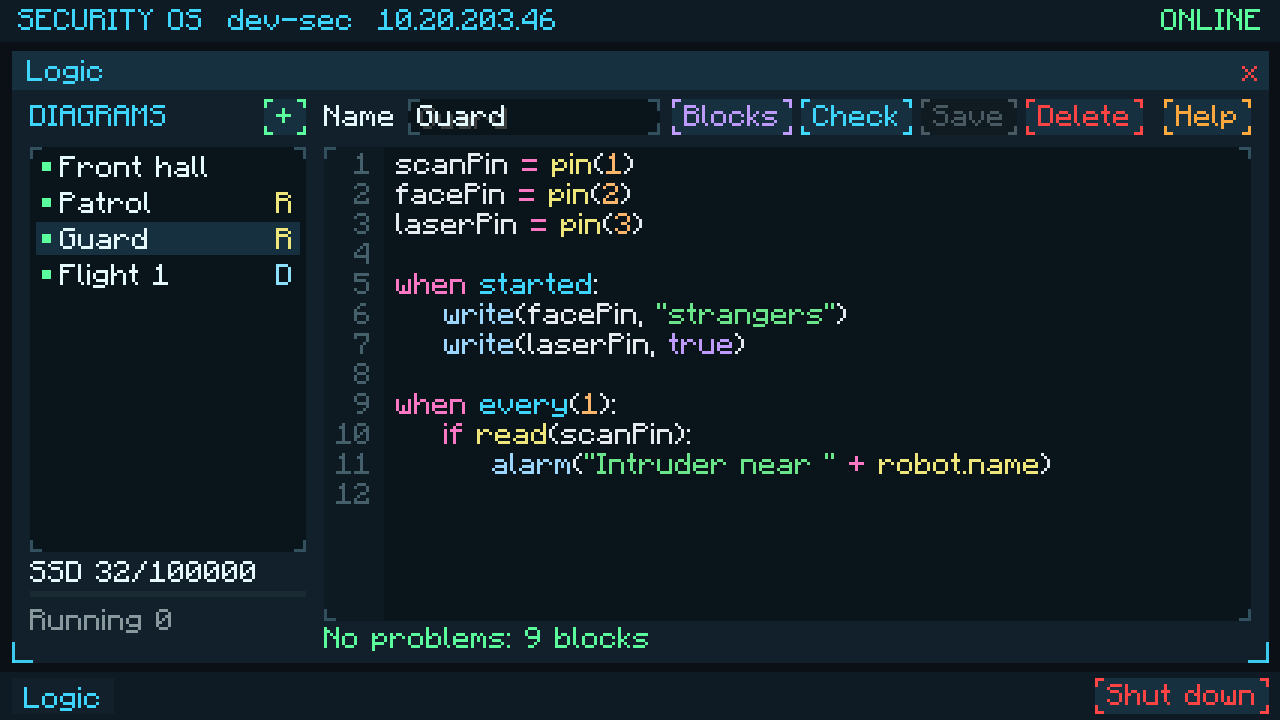 SECURITY OS dev-sec 10.20.203.46 ONLINE
Logic x
DIAGRAMS [+] Name Guard [Blocks] [Check] [Save] [Delete] [Help]
Front hall
Patrol R
Guard R
Flight 1 D
SSD 32/100000
Running 0
1 scanPin = pin(1)
2 facePin = pin(2)
3 laserPin = pin(3)
4
5 when started:
6 write(facePin, "strangers")
7 write(laserPin, true)
8
9 when every(1):
10 if read(scanPin):
11 alarm("Intruder near " + robot.name)
12
No problems: 9 blocks
Logic [Shut down]